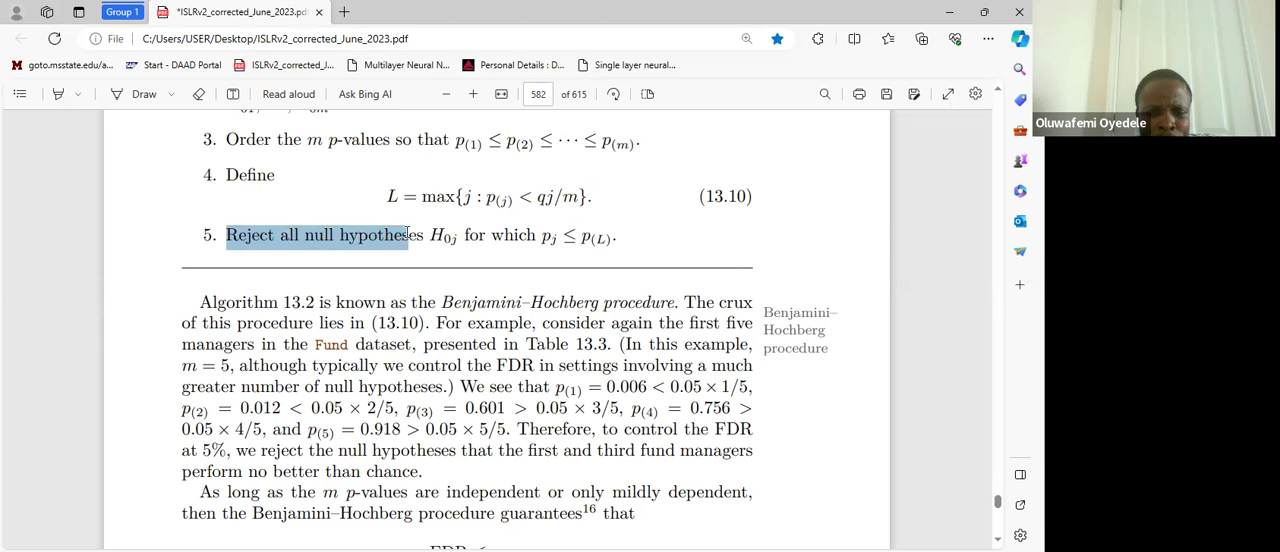 Group 1
*ISLRv2_corrected_June_2023.pdf
File
C:/Users/USER/Desktop/ISLRv2_corrected_June_2023.pdf
goto.msstate.edu/a...
Start - DAAD Portal
ISLRv2_corrected_J...
Multilayer Neural N...
Personal Details : D...
Single layer neural...
Draw
Read aloud
Ask Bing AI
582 of 615
Oluwafemi Oyedele
3. Order the m p-values so that p(1) ≤ p(2) ≤ ⋯ ≤ p(m).
4. Define
L = max{j : p(j) < qj/m}. (13.10)
5. Reject all null hypotheses H0j for which pj ≤ p(L).
Algorithm 13.2 is known as the Benjamini–Hochberg procedure. The crux
of this procedure lies in (13.10). For example, consider again the first five
managers in the Fund dataset, presented in Table 13.3. (In this example,
m = 5, although typically we control the FDR in settings involving a much
greater number of null hypotheses.) We see that p(1) = 0.006 < 0.05 × 1/5,
p(2) = 0.012 < 0.05 × 2/5, p(3) = 0.601 > 0.05 × 3/5, p(4) = 0.756 >
0.05 × 4/5, and p(5) = 0.918 > 0.05 × 5/5. Therefore, to control the FDR
at 5%, we reject the null hypotheses that the first and third fund managers
perform no better than chance.
As long as the m p-values are independent or only mildly dependent,
then the Benjamini–Hochberg procedure guarantees16 that
Benjamini–
Hochberg
procedure